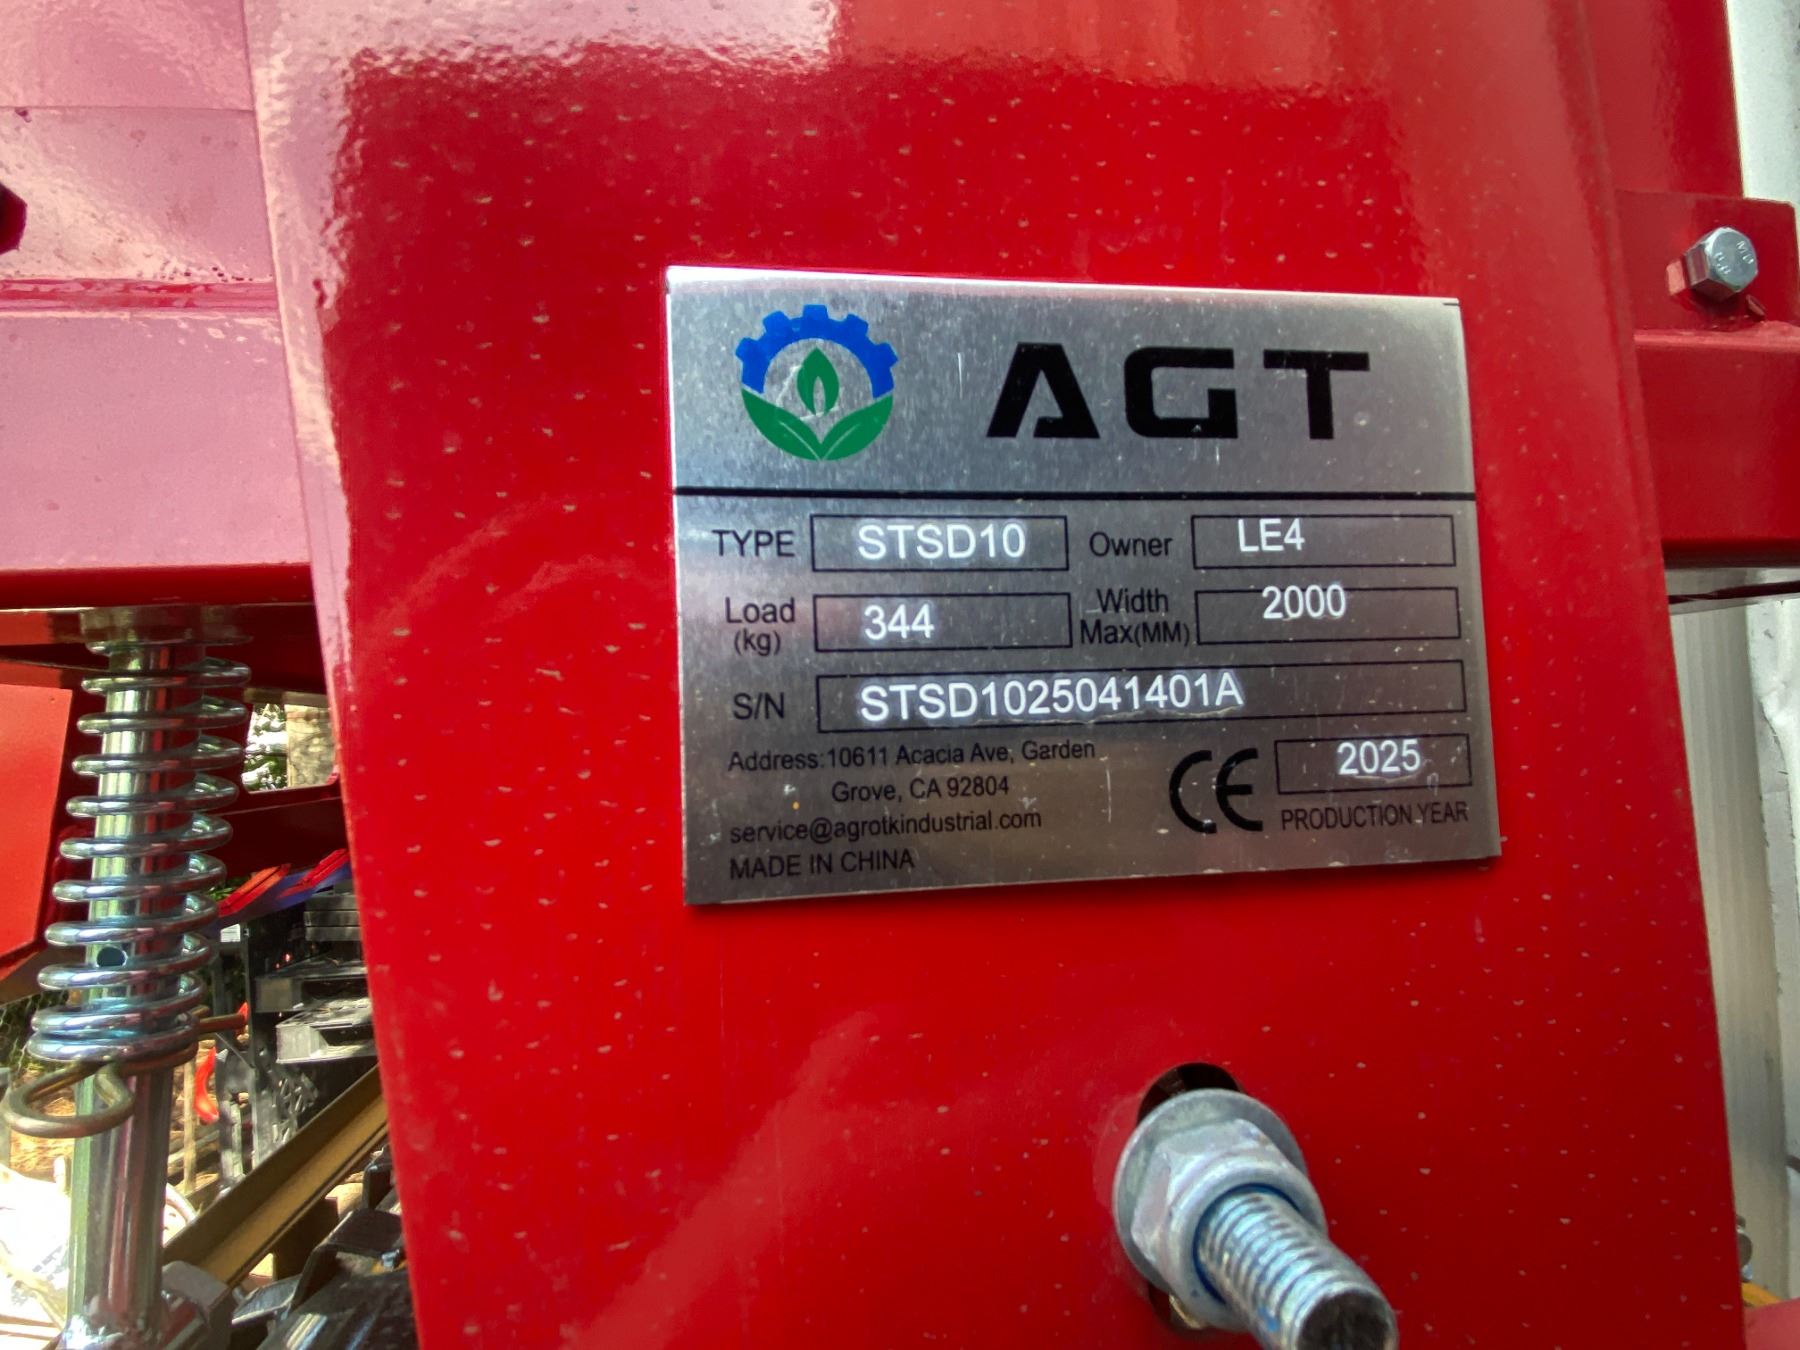 AGT
TYPE STSD10 Owner LE4
Load (kg) 344 Width Max(MM) 2000
S/N STSD1025041401A
Address:10611 Acacia Ave, Garden
Grove, CA 92804
service@agrotkindustrial.com
MADE IN CHINA
CE 2025
PRODUCTION YEAR